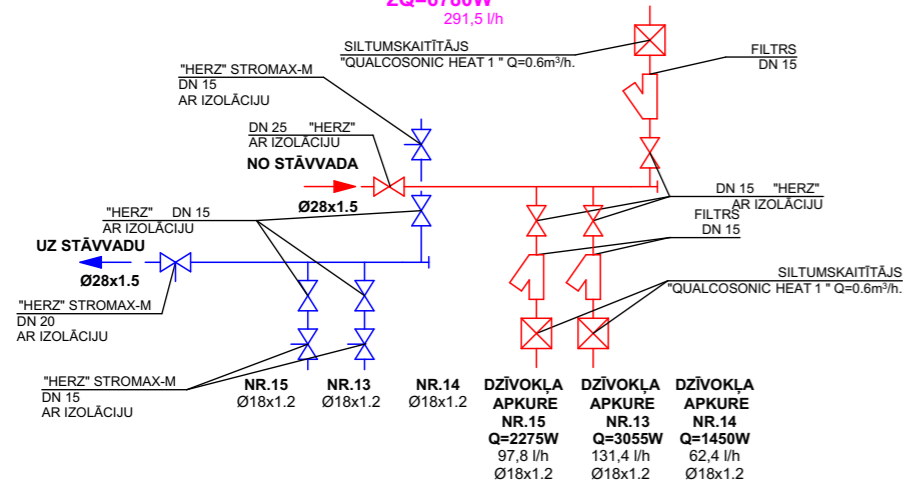 ZQ=6780W
291,5 l/h
SILTUMSKAITĪTĀJS
"QUALCOSONIC HEAT 1 " Q=0.6m³/h.
FILTRS
DN 15
"HERZ" STROMAX-M
DN 15
AR IZOLĀCIJU
DN 25 "HERZ"
AR IZOLĀCIJU
NO STĀVVADA
Ø28x1.5
"HERZ" DN 15
AR IZOLĀCIJU
DN 15 "HERZ"
AR IZOLĀCIJU
FILTRS
DN 15
UZ STĀVVADU
Ø28x1.5
SILTUMSKAITĪTĀJS
"QUALCOSONIC HEAT 1 " Q=0.6m³/h.
"HERZ" STROMAX-M
DN 20
AR IZOLĀCIJU
"HERZ" STROMAX-M
DN 15
AR IZOLĀCIJU
NR.15
Ø18x1.2
NR.13
Ø18x1.2
NR.14
Ø18x1.2
DZĪVOKĻA
APKURE
NR.15
Q=2275W
97,8 l/h
Ø18x1.2
DZĪVOKĻA
APKURE
NR.13
Q=3055W
131,4 l/h
Ø18x1.2
DZĪVOKĻA
APKURE
NR.14
Q=1450W
62,4 l/h
Ø18x1.2